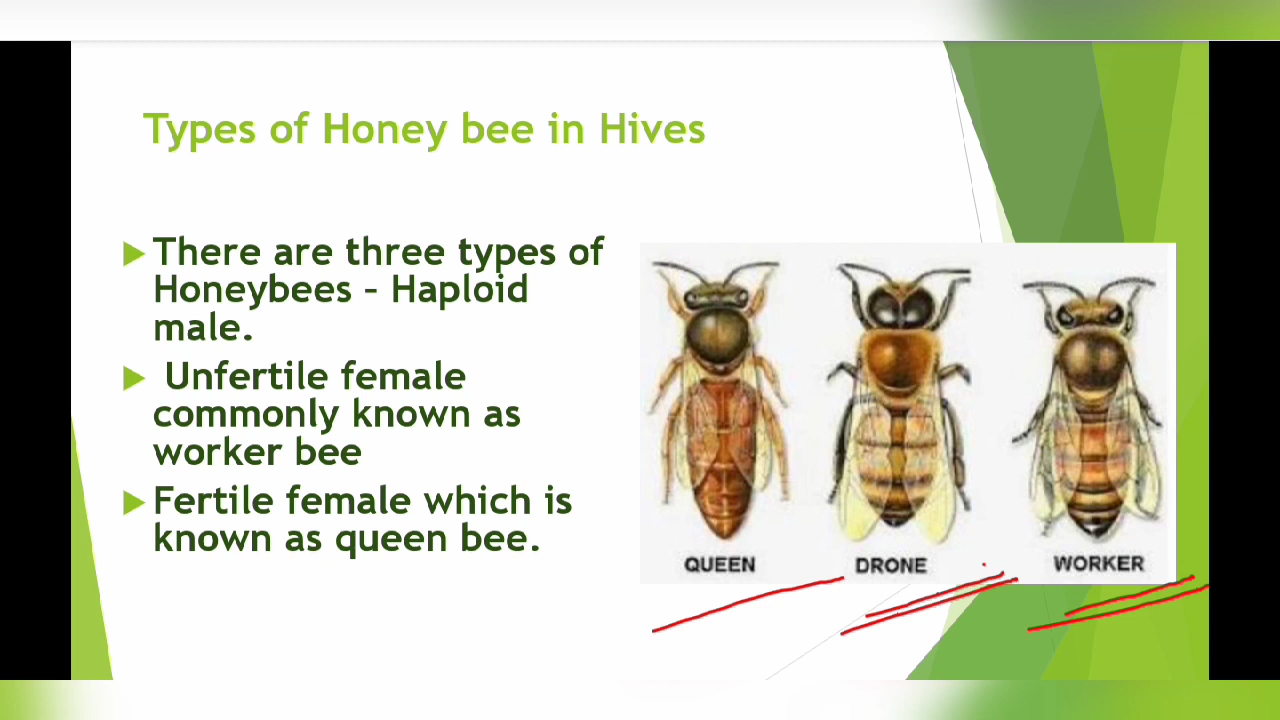 Types of Honey bee in Hives
There are three types of
Honeybees – Haploid
male.
Unfertile female
commonly known as
worker bee
Fertile female which is
known as queen bee.
QUEEN
DRONE
WORKER